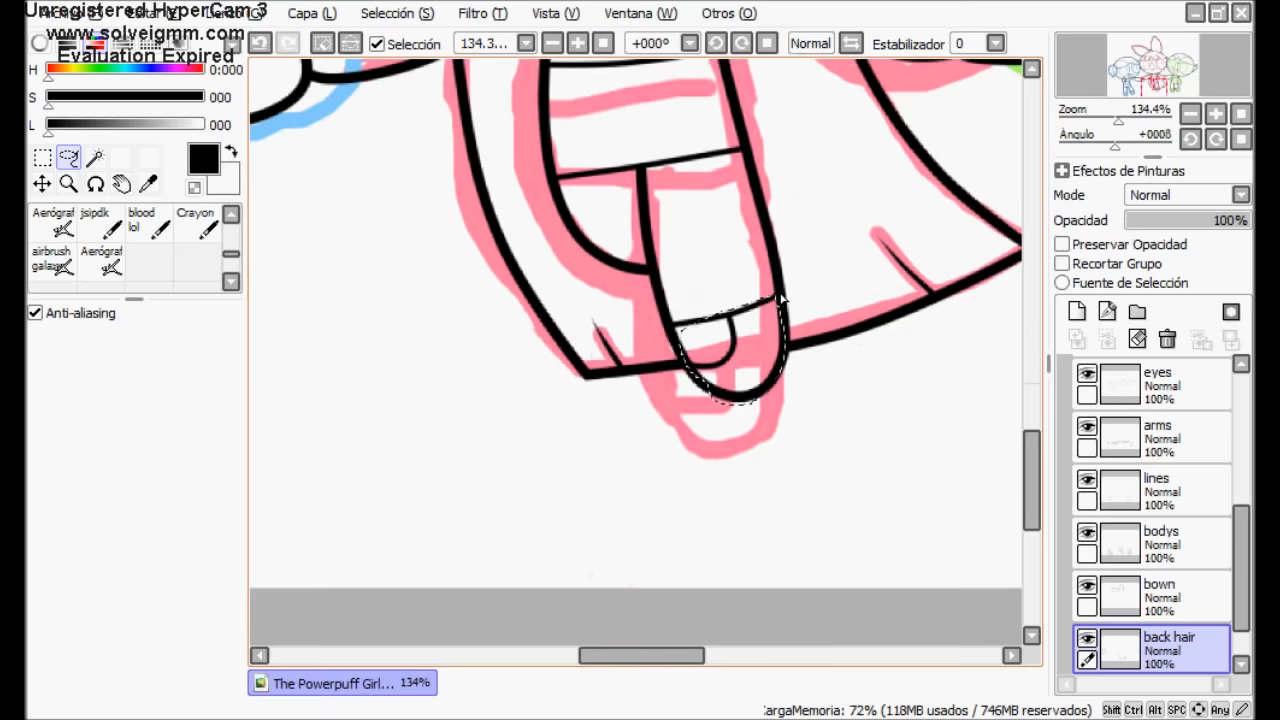 Unregistered HyperCam 3
www.solveigmm.com
Evaluation Expired
Capa (L) Selección (S) Filtro (T) Vista (V) Ventana (W) Otros (O)
Selección 134.3... +000º Normal Estabilizador 0
H 0:000
S 000
L 000
Aerógraf jsipdk blood lol Crayon
airbrush galax Aerógraf
Anti-aliasing
Zoom 134.4%
Ángulo +000ß
Efectos de Pinturas
Mode Normal
Opacidad 100%
Preservar Opacidad
Recortar Grupo
Fuente de Selección
eyes
Normal
100%
arms
Normal
100%
lines
Normal
100%
bodys
Normal
100%
bown
Normal
100%
back hair
Normal
100%
The Powerpuff Girl... 134%
CargaMemoria: 72% (118MB usados / 746MB reservados) Shift Ctrl Alt SPC Any